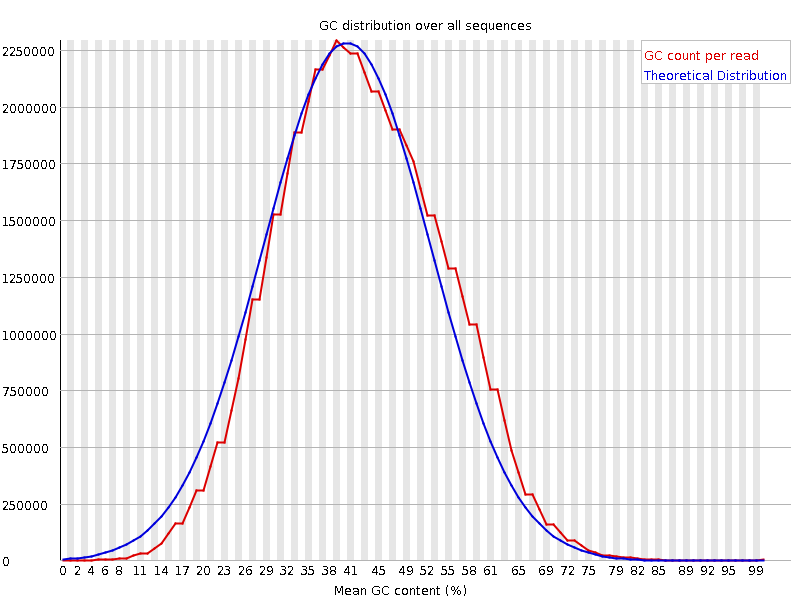 GC distribution over all sequences
GC count per read
Theoretical Distribution
2250000
2000000
1750000
1500000
1250000
1000000
750000
500000
250000
0
0 2 4 6 8 11 14 17 20 23 26 29 32 35 38 41 45 49 52 55 58 61 65 69 72 75 79 82 85 89 92 95 99
Mean GC content (%)